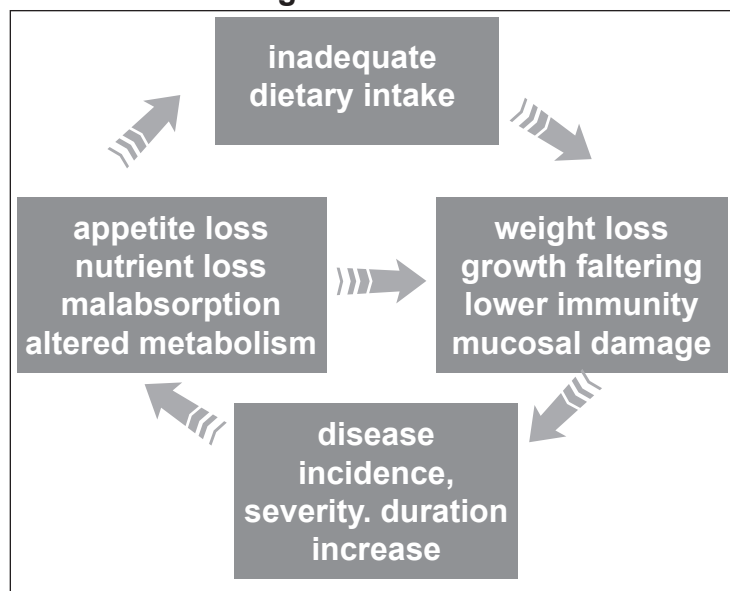 inadequate
dietary intake
appetite loss
nutrient loss
malabsorption
altered metabolism
weight loss
growth faltering
lower immunity
mucosal damage
disease
incidence,
severity. duration
increase